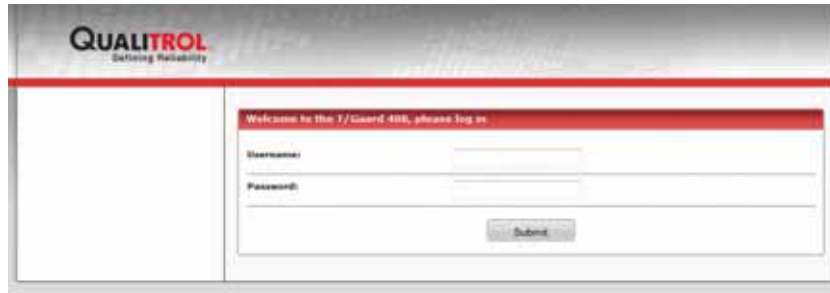 QUALITROL
Defining Reliability
Welcome to the T/Guard 408, please log in
Username:
Password:
Submit